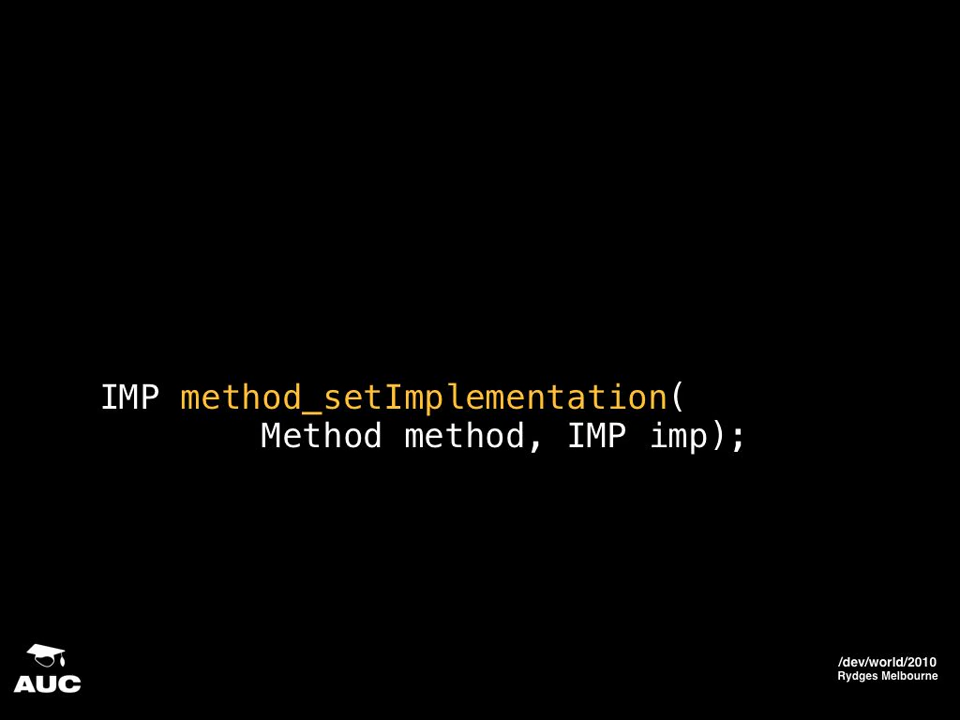 IMP method_setImplementation(
Method method, IMP imp);
AUC
/dev/world/2010
Rydges Melbourne